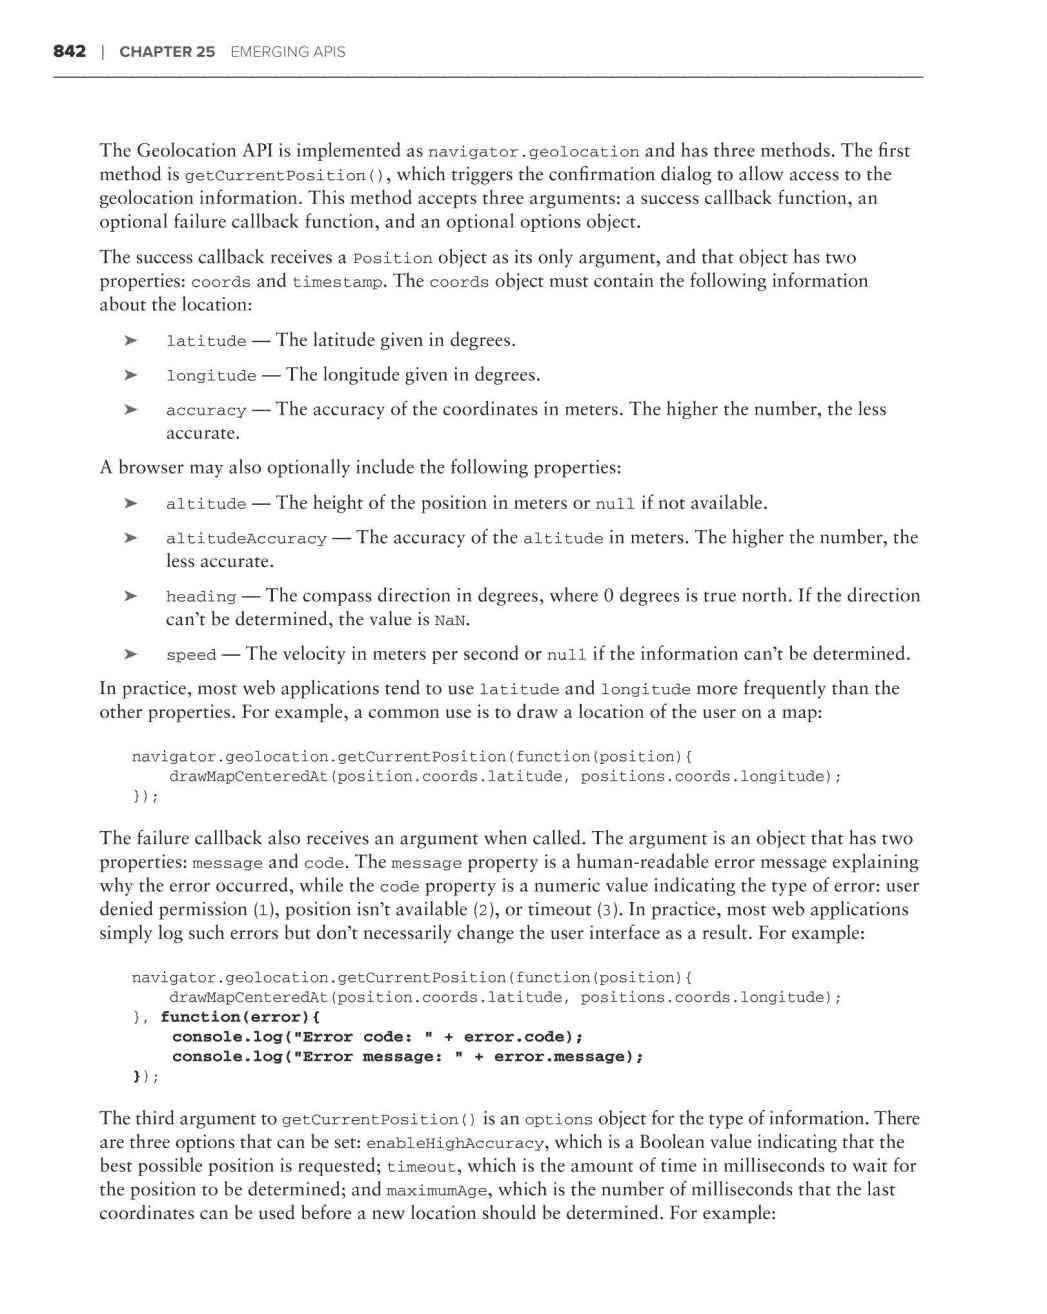 842 | CHAPTER 25 EMERGING APIS
The Geolocation API is implemented as navigator.geolocation and has three methods. The first
method is getCurrentPosition(), which triggers the confirmation dialog to allow access to the
geolocation information. This method accepts three arguments: a success callback function, an
optional failure callback function, and an optional options object.
The success callback receives a Position object as its only argument, and that object has two
properties: coords and timestamp. The coords object must contain the following information
about the location:
➤ latitude — The latitude given in degrees.
➤ longitude — The longitude given in degrees.
➤ accuracy — The accuracy of the coordinates in meters. The higher the number, the less
accurate.
A browser may also optionally include the following properties:
➤ altitude — The height of the position in meters or null if not available.
➤ altitudeAccuracy — The accuracy of the altitude in meters. The higher the number, the
less accurate.
➤ heading — The compass direction in degrees, where 0 degrees is true north. If the direction
can't be determined, the value is NaN.
➤ speed — The velocity in meters per second or null if the information can't be determined.
In practice, most web applications tend to use latitude and longitude more frequently than the
other properties. For example, a common use is to draw a location of the user on a map:
navigator.geolocation.getCurrentPosition(function(position){
    drawMapCenteredAt(position.coords.latitude, positions.coords.longitude);
});
The failure callback also receives an argument when called. The argument is an object that has two
properties: message and code. The message property is a human-readable error message explaining
why the error occurred, while the code property is a numeric value indicating the type of error: user
denied permission (1), position isn't available (2), or timeout (3). In practice, most web applications
simply log such errors but don't necessarily change the user interface as a result. For example:
navigator.geolocation.getCurrentPosition(function(position){
    drawMapCenteredAt(position.coords.latitude, positions.coords.longitude);
}, function(error){
    console.log("Error code: " + error.code);
    console.log("Error message: " + error.message);
});
The third argument to getCurrentPosition() is an options object for the type of information. There
are three options that can be set: enableHighAccuracy, which is a Boolean value indicating that the
best possible position is requested; timeout, which is the amount of time in milliseconds to wait for
the position to be determined; and maximumAge, which is the number of milliseconds that the last
coordinates can be used before a new location should be determined. For example: